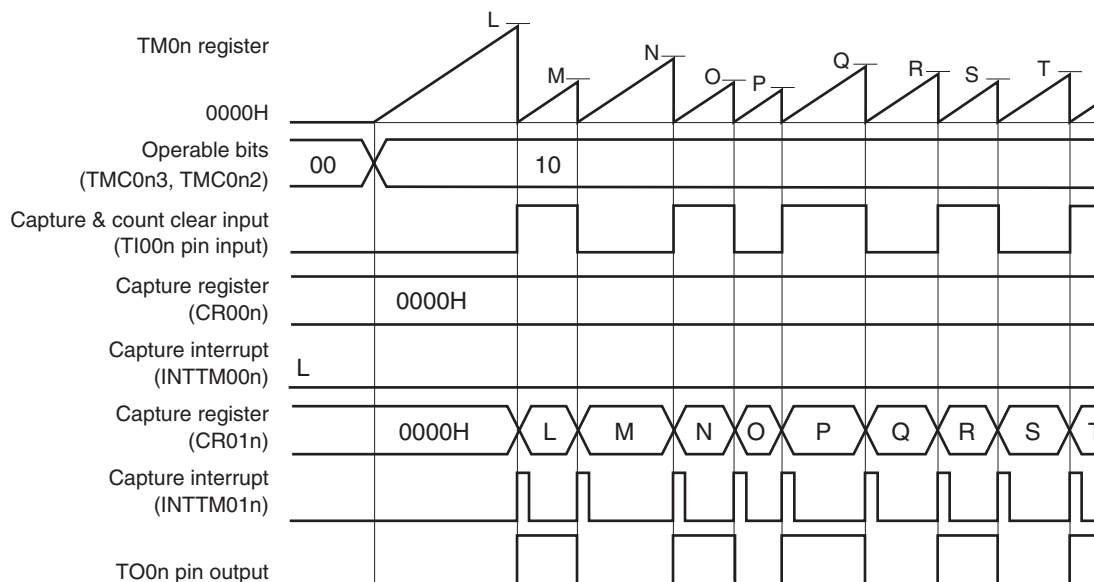 L
TM0n register
N
Q
M
O
P
R
S
T
0000H
Operable bits
(TMC0n3, TMC0n2)
00
10
Capture & count clear input
(TI00n pin input)
Capture register
(CR00n)
0000H
Capture interrupt
(INTTM00n)
L
Capture register
(CR01n)
0000H
L
M
N
O
P
Q
R
S
T
Capture interrupt
(INTTM01n)
TO0n pin output